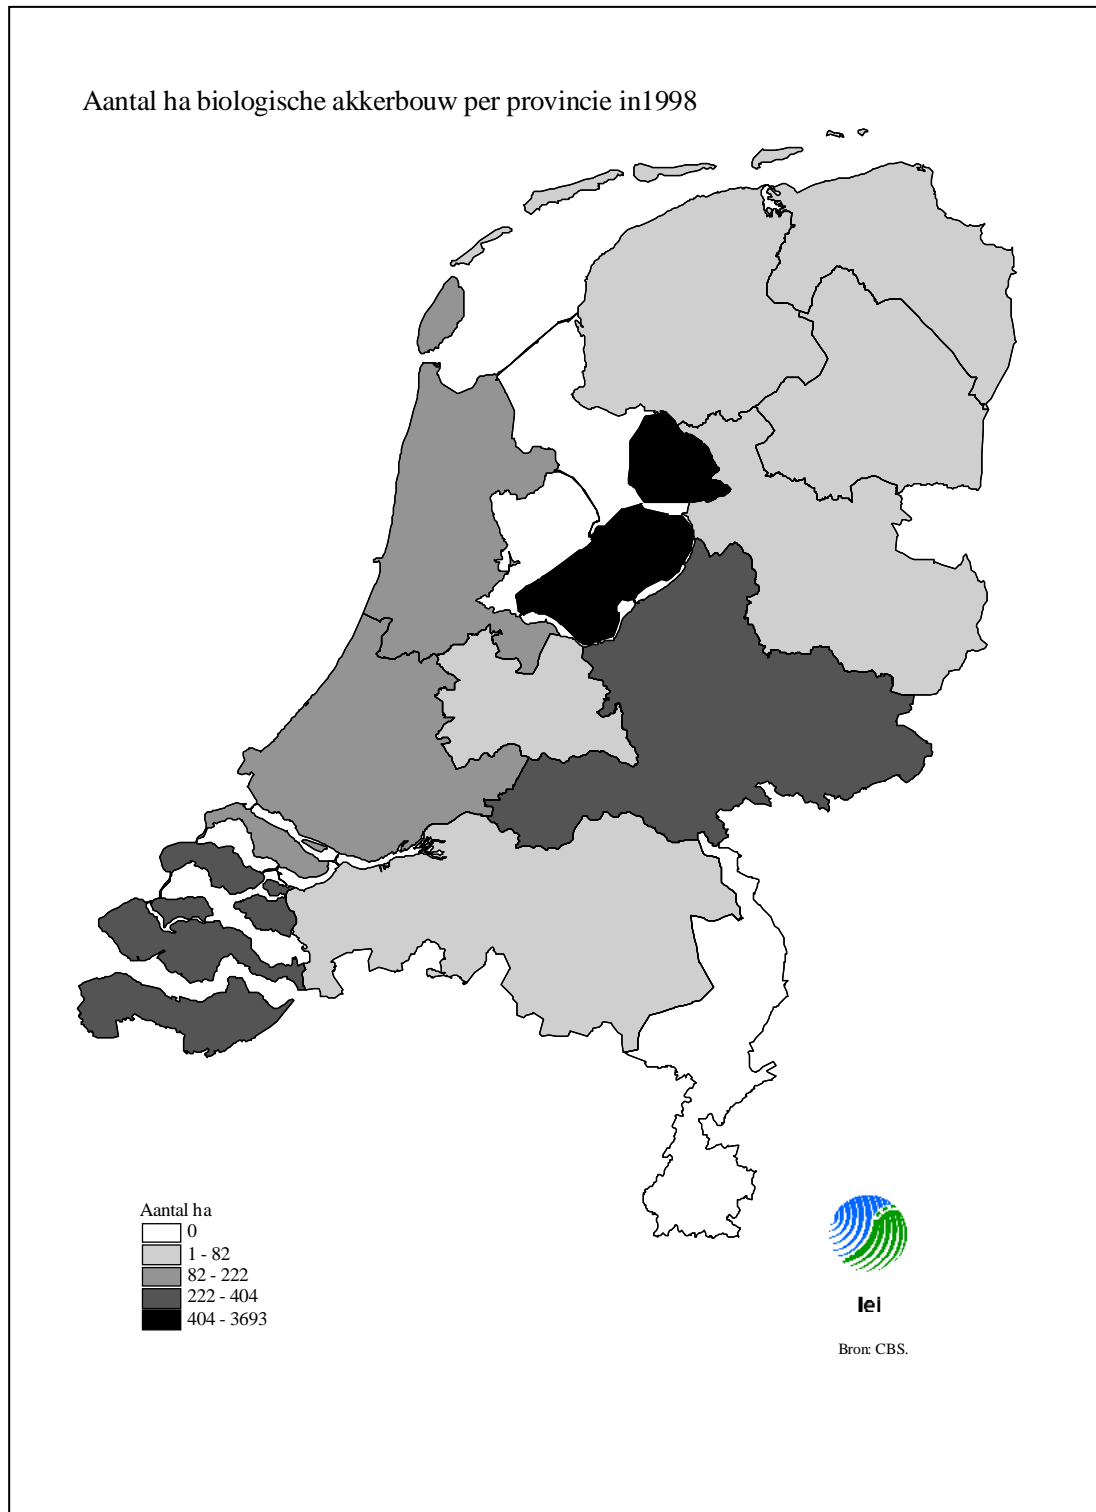 Aantal ha biologische akkerbouw per provincie in1998
Aantal ha
0
1 - 82
82 - 222
222 - 404
404 - 3693
lei
Bron: CBS.